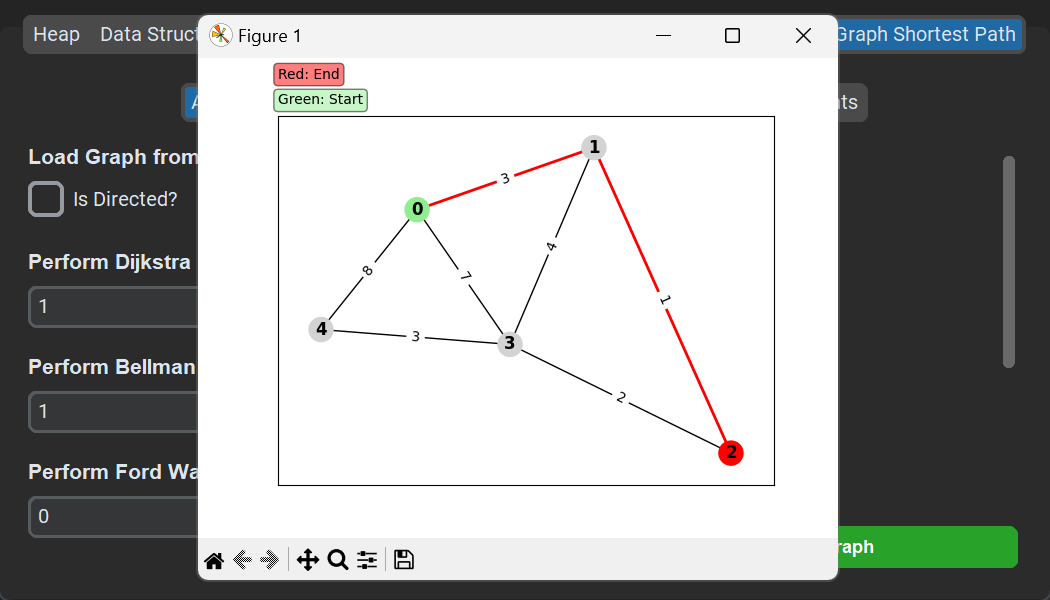 Heap Data Struct
Figure 1
Graph Shortest Path
Red: End
Green: Start
nts
Load Graph from
Is Directed?
1
3
0
4
8
7
Perform Dijkstra
1
1
4
3
3
Perform Bellman
2
1
2
Perform Ford Wa
0
raph